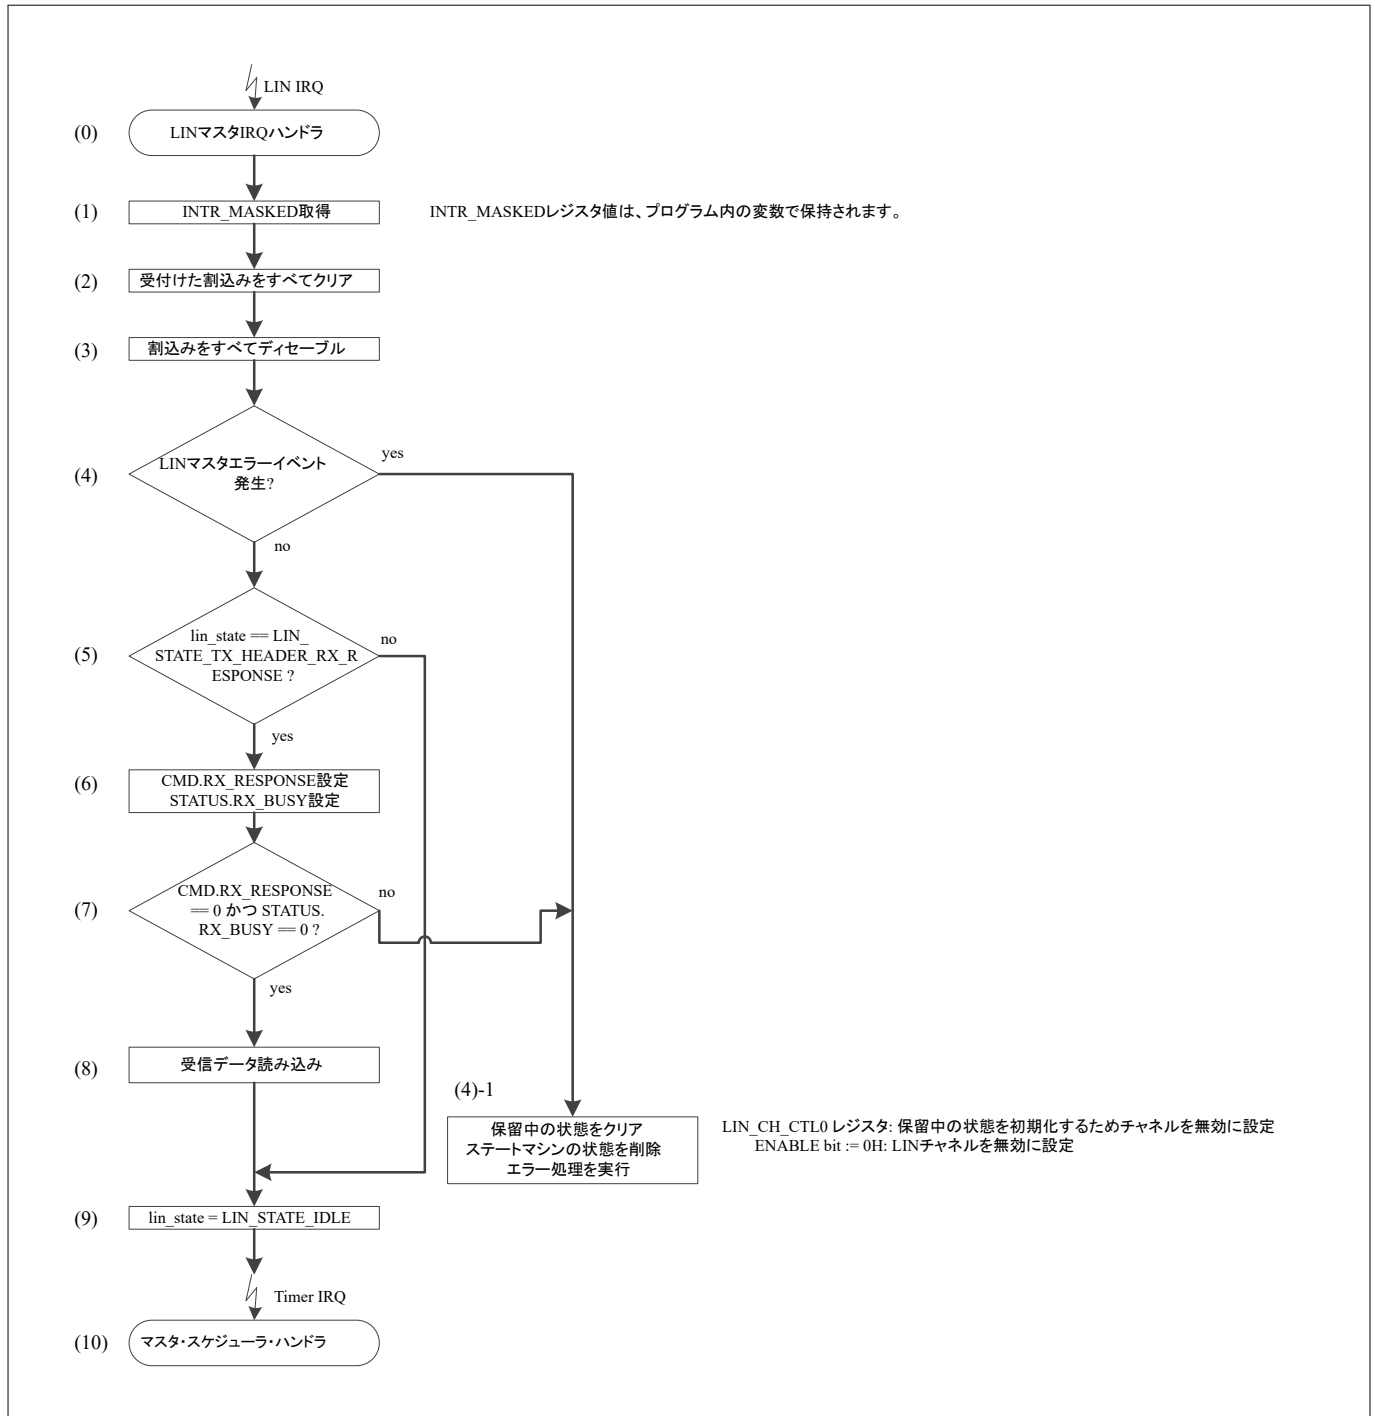 LIN IRQ
(0)
LINマスタIRQハンドラ
(1)
INTR_MASKED取得
INTR_MASKEDレジスタ値は、プログラム内の変数で保持されます。
(2)
受付けた割込みをすべてクリア
(3)
割込みをすべてディセーブル
(4)
LINマスタエラーイベント
発生?
yes
no
(5)
lin_state == LIN_
STATE_TX_HEADER_RX_R
ESPONSE ?
no
yes
(6)
CMD.RX_RESPONSE設定
STATUS.RX_BUSY設定
(7)
CMD.RX_RESPONSE
== 0 かつ STATUS.
RX_BUSY == 0 ?
no
yes
(8)
受信データ読み込み
(4)-1
保留中の状態をクリア
ステートマシンの状態を削除
エラー処理を実行
LIN_CH_CTL0 レジスタ: 保留中の状態を初期化するためチャネルを無効に設定
ENABLE bit := 0H: LINチャネルを無効に設定
(9)
lin_state = LIN_STATE_IDLE
Timer IRQ
(10)
マスタ・スケジューラ・ハンドラ